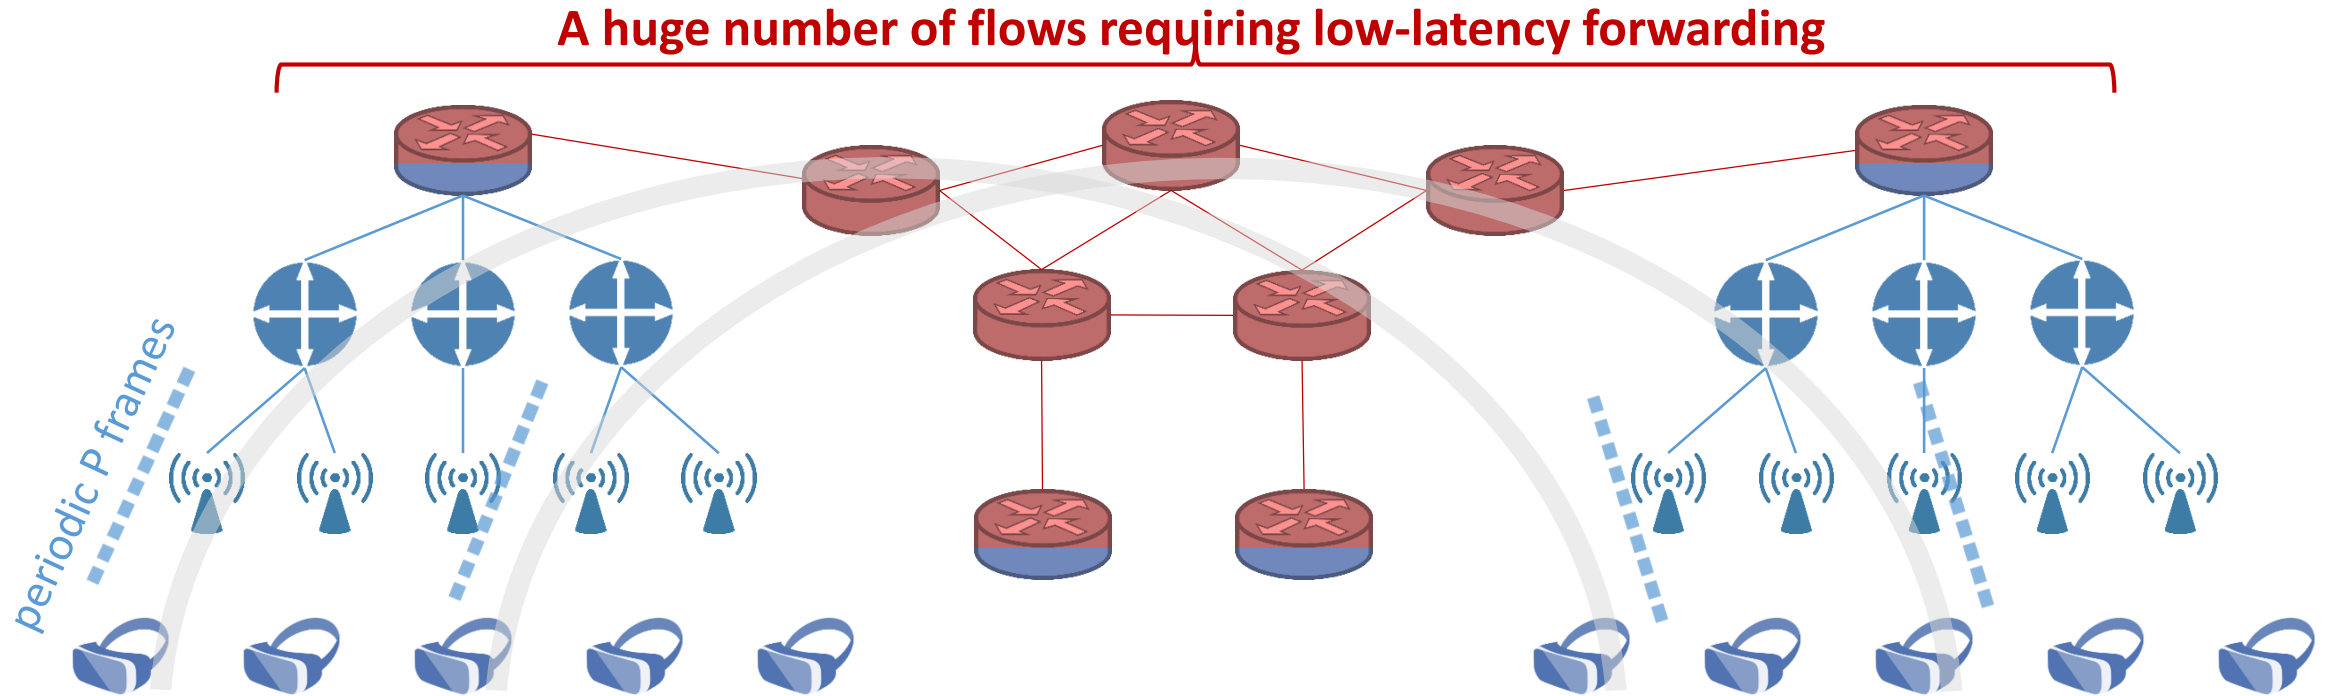 A huge number of flows requiring low-latency forwarding
periodic P frames